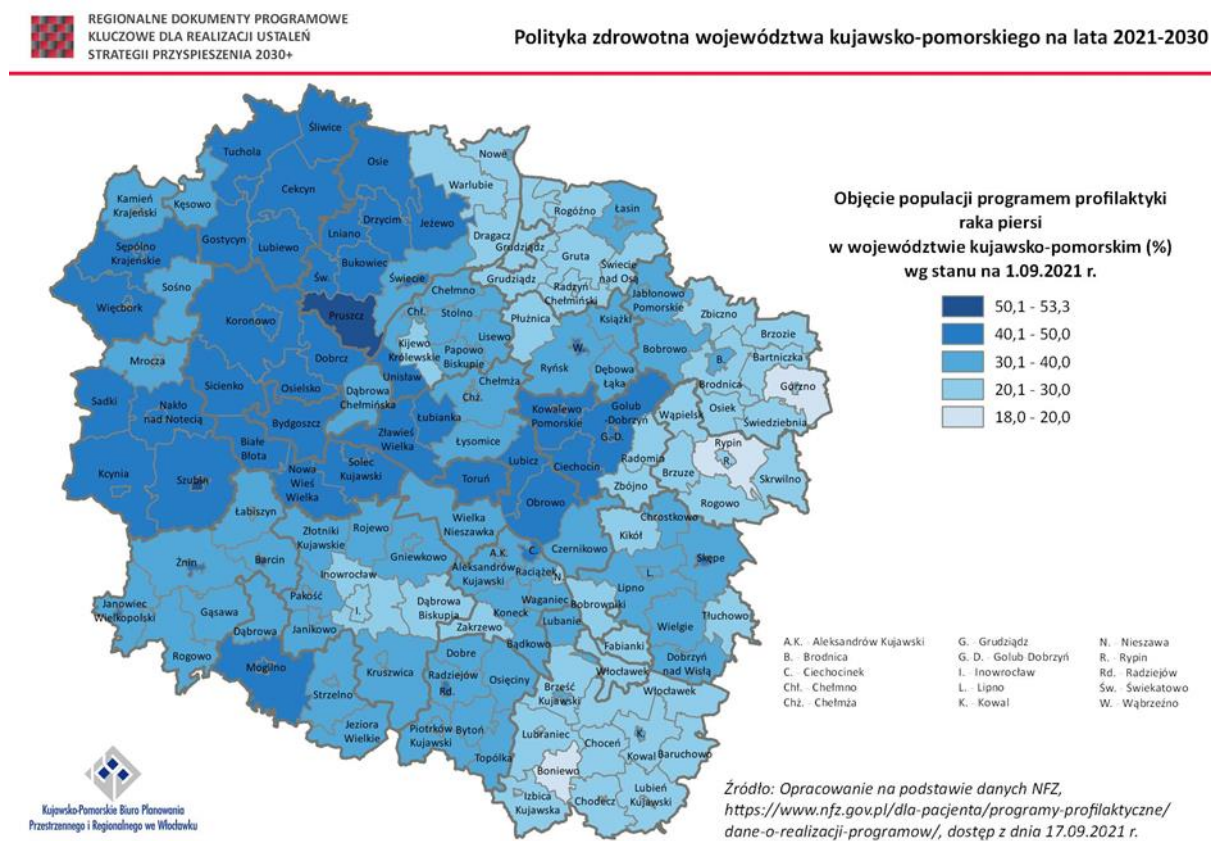 REGIONALNE DOKUMENTY PROGRAMOWE
KLUCZOWE DLA REALIZACJI USTALEŃ
STRATEGII PRZYSPIESZENIA 2030+
Polityka zdrowotna województwa kujawsko-pomorskiego na lata 2021-2030
Śliwice
Tuchola
Osie
Nowe
Cekcyn
Warlubie
Kamień
Krajeński
Kęsowo
Rogóźno
Łasin
Drzycim
Jeżewo
Gostycyn
Lubiewo
Lniano
Dragacz
Grudziądz
Sępólno
Krajeńskie
Bukowiec
Gruta
Świecie
nad Osą
Św.
Świecie
Grudziądz
Radzyń
Chełmiński
Sośno
Chełmno
Jabłonowo
Pomorskie
Więcbork
Koronowo
Pruszcz
Chł.
Stolno
Płużnica
Książki
Zbiczno
Brzozie
Kijewo
Królewskie
Lisewo
W.
Bobrowo
Bartniczka
Mrocza
Dobrcz
Papowo
Biskupie
B.
Unisław
Ryńsk
Dębowa
Łąka
Sicienko
Osielsko
Dąbrowa
Chełmińska
Chełmża
Chż.
Brodnica
Górzno
Sadki
Nakło
nad Notecią
Łubianka
Kowalewo
Pomorskie
Golub
-Dobrzyń
Wąpielsk
Osiek
Świedziebnia
Bydgoszcz
Zławieś
Wielka
Łysomice
G.-D.
Rypin
R.
Białe
Błota
Lubicz
Ciechocin
Radomin
Brzuze
Skrwilno
Kcynia
Szubin
Nowa
Wieś
Wielka
Solec
Kujawski
Toruń
Zbójno
Rogowo
Obrowo
Łabiszyn
Chrostkowo
Złotniki
Kujawskie
Rojewo
Wielka
Nieszawka
Kikół
Gniewkowo
A.K.
C.
Czernikowo
Skępe
Żnin
Barcin
Aleksandrów
Kujawski
Raciążek
N.
L.
Inowrocław
Lipno
Janowiec
Wielkopolski
Pakość
I.
Dąbrowa
Biskupia
Waganiec
Bobrowniki
Gąsawa
Koneck
Tłuchowo
Dąbrowa
Janikowo
Zakrzewo
Lubanie
Wielgie
Rogowo
Bądkowo
Fabianki
Mogilno
Dobre
Dobrzyń
nad Wisłą
Kruszwica
Radziejów
Włocławek
Strzelno
Rd.
Osięciny
Brześć
Kujawski
Włocławek
Jeziora
Wielkie
Piotrków
Kujawski
Bytoń
Lubraniec
Choceń
K.
Kowal
Baruchowo
Topólka
Boniewo
Izbica
Kujawska
Chodecz
Lubień
Kujawski
Objęcie populacji programem profilaktyki
raka piersi
w województwie kujawsko-pomorskim (%)
wg stanu na 1.09.2021 r.
50,1 - 53,3
40,1 - 50,0
30,1 - 40,0
20,1 - 30,0
18,0 - 20,0
A.K. - Aleksandrów Kujawski
B. - Brodnica
C. - Ciechocinek
Chł. - Chełmno
Chż. - Chełmża
G. - Grudziądz
G. D. - Golub Dobrzyń
I. - Inowrocław
L. - Lipno
K. - Kowal
N. - Nieszawa
R. - Rypin
Rd. - Radziejów
Św. - Świekatowo
W. - Wąbrzeźno
Źródło: Opracowanie na podstawie danych NFZ,
https://www.nfz.gov.pl/dla-pacjenta/programy-profilaktyczne/
dane-o-realizacji-programow/, dostęp z dnia 17.09.2021 r.
Kujawsko-Pomorskie Biuro Planowania
Przestrzennego i Regionalnego we Włocławku